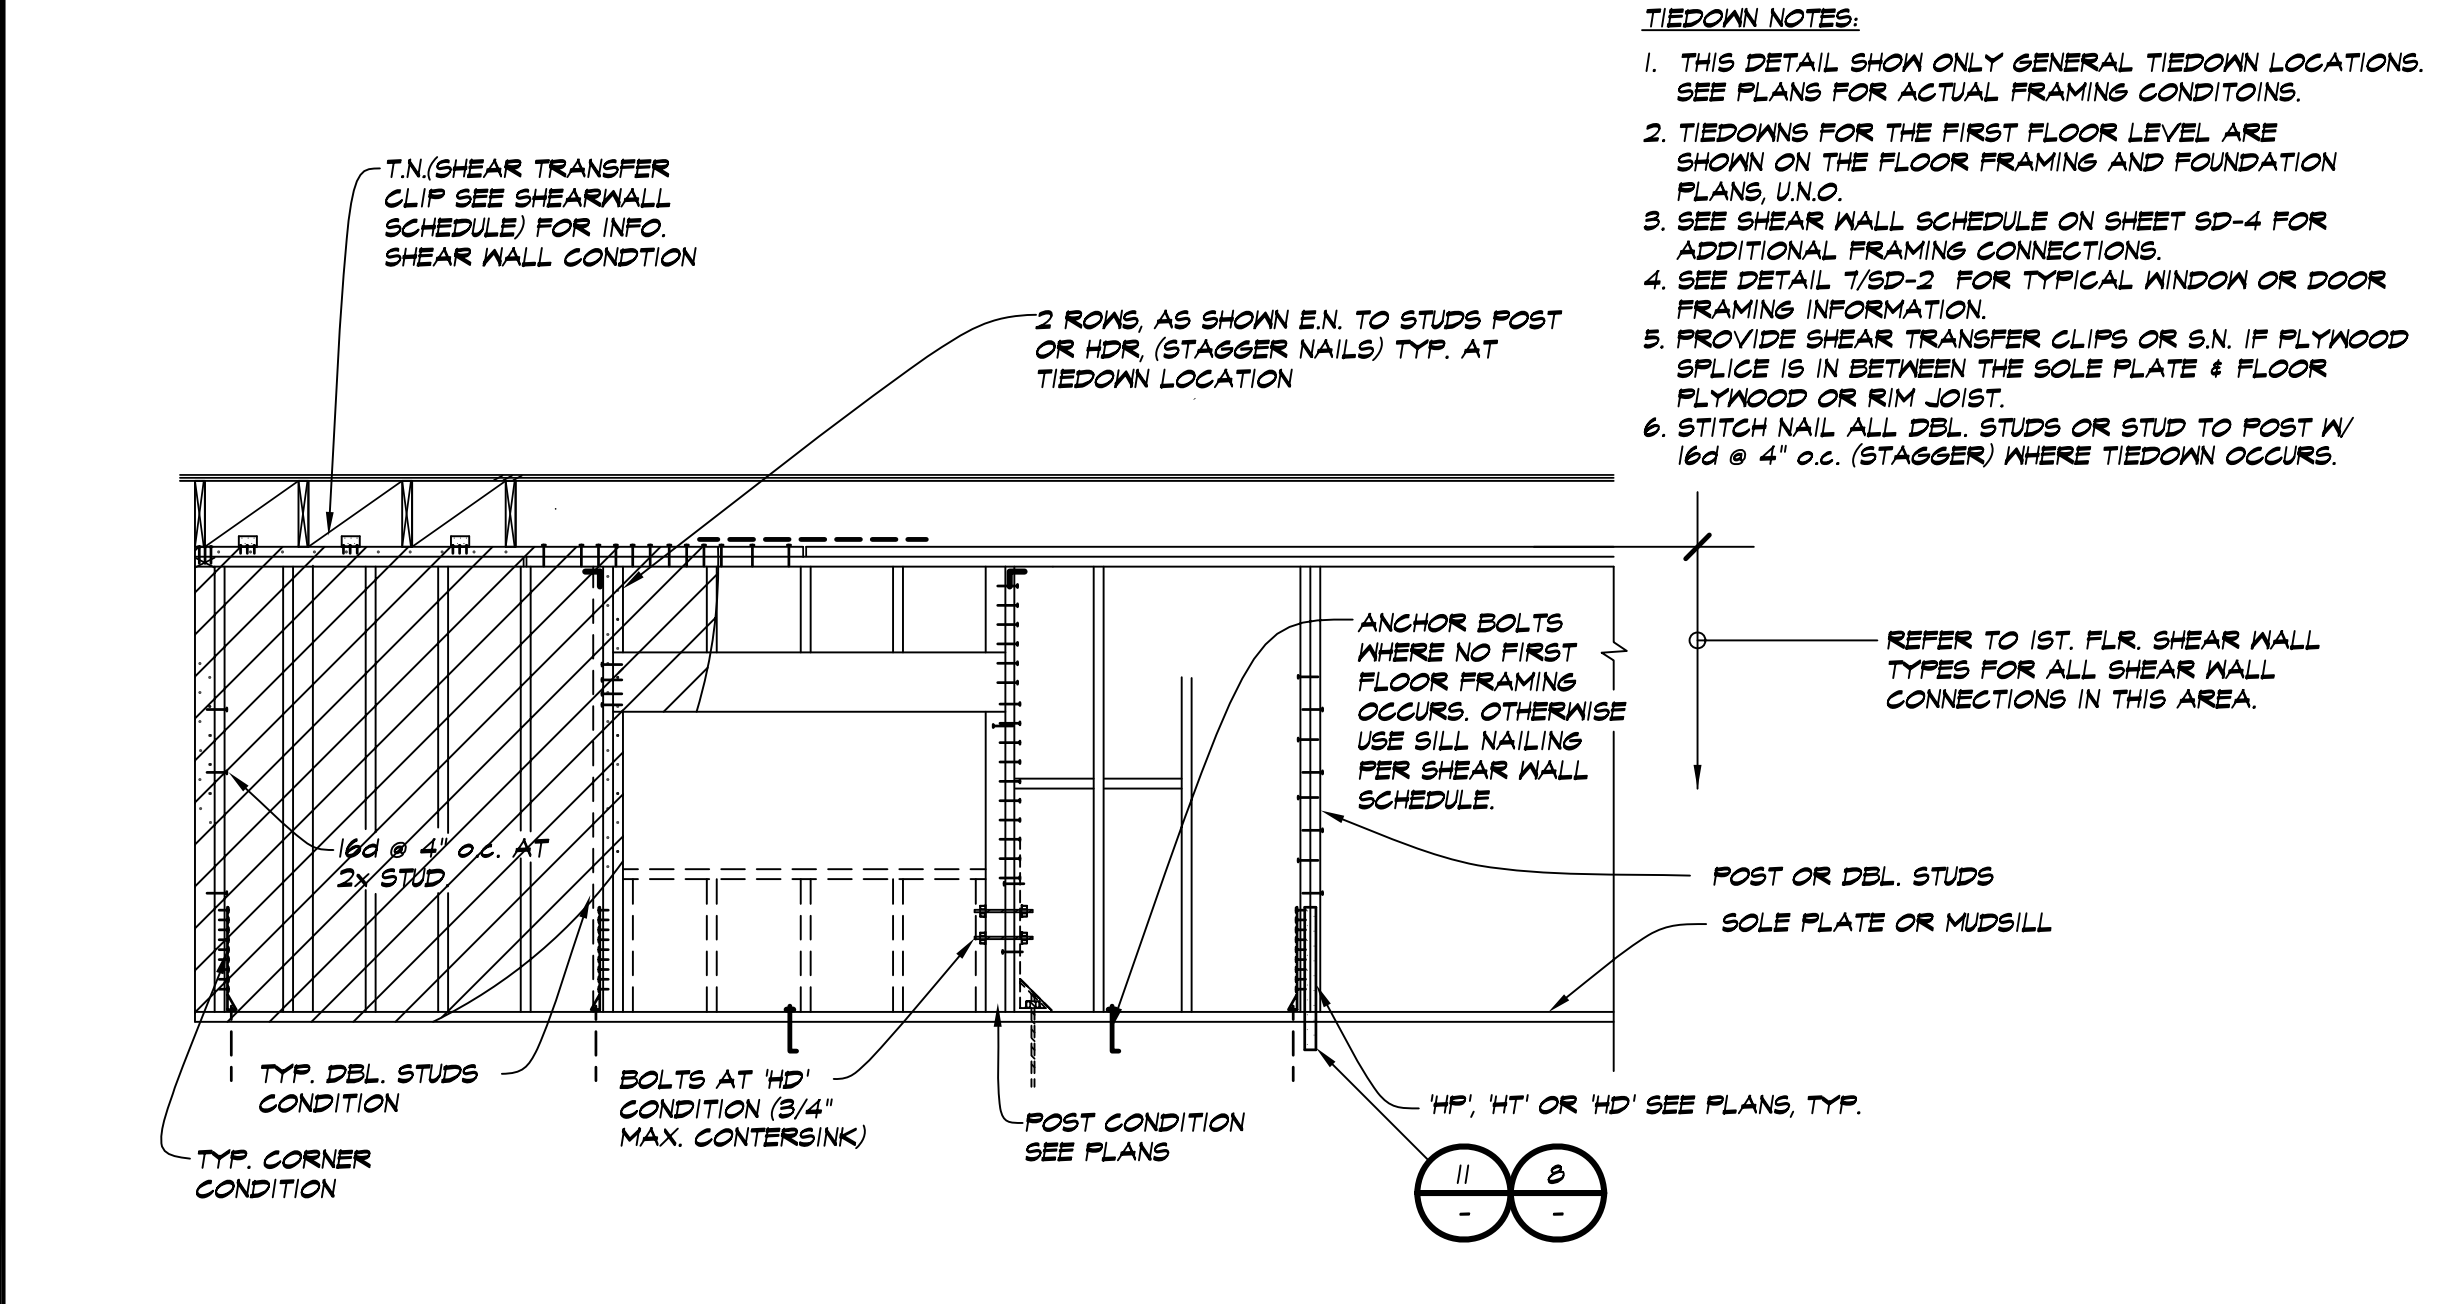 TIEDOWN NOTES:
1. THIS DETAIL SHOW ONLY GENERAL TIEDOWN LOCATIONS.
SEE PLANS FOR ACTUAL FRAMING CONDITOINS.
2. TIEDOWNS FOR THE FIRST FLOOR LEVEL ARE
SHOWN ON THE FLOOR FRAMING AND FOUNDATION
PLANS, U.N.O.
3. SEE SHEAR WALL SCHEDULE ON SHEET SD-4 FOR
ADDITIONAL FRAMING CONNECTIONS.
4. SEE DETAIL 7/SD-2 FOR TYPICAL WINDOW OR DOOR
FRAMING INFORMATION.
5. PROVIDE SHEAR TRANSFER CLIPS OR S.N. IF PLYWOOD
SPLICE IS IN BETWEEN THE SOLE PLATE & FLOOR
PLYWOOD OR RIM JOIST.
6. STITCH NAIL ALL DBL. STUDS OR STUD TO POST W/
16d @ 4" o.c. (STAGGER) WHERE TIEDOWN OCCURS.
T.N.(SHEAR TRANSFER
CLIP SEE SHEARWALL
SCHEDULE) FOR INFO.
SHEAR WALL CONDTION
2 ROWS, AS SHOWN E.N. TO STUDS POST
OR HDR, (STAGGER NAILS) TYP. AT
TIEDOWN LOCATION
ANCHOR BOLTS
WHERE NO FIRST
FLOOR FRAMING
OCCURS. OTHERWISE
USE SILL NAILING
PER SHEAR WALL
SCHEDULE.
REFER TO 1ST. FLR. SHEAR WALL
TYPES FOR ALL SHEAR WALL
CONNECTIONS IN THIS AREA.
16d @ 4" o.c. AT
2x STUD
POST OR DBL. STUDS
SOLE PLATE OR MUDSILL
TYP. DBL. STUDS
CONDITION
BOLTS AT 'HD'
CONDITION (3/4"
MAX. CONTERSINK)
POST CONDITION
SEE PLANS
'HP', 'HT' OR 'HD' SEE PLANS, TYP.
TYP. CORNER
CONDITION
11
-
8
-